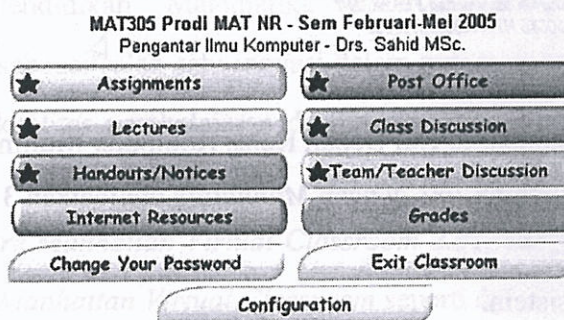 MAT305 Prodi MAT NR - Sem Februari-Mei 2005
Pengantar Ilmu Komputer - Drs. Sahid MSc.
Assignments
Post Office
Lectures
Class Discussion
Handouts/Notices
Team/Teacher Discussion
Internet Resources
Grades
Change Your Password
Exit Classroom
Configuration